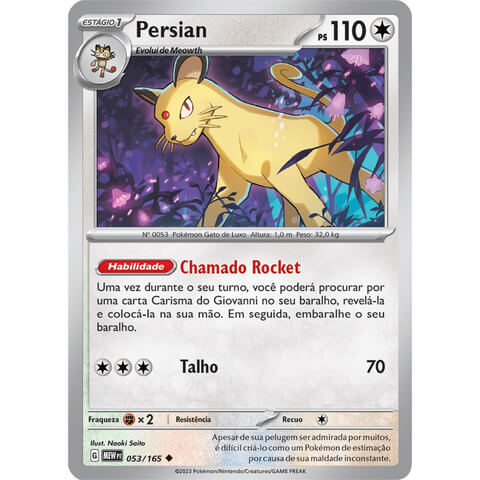 ESTÁGIO 1
Persian
PS 110
Evolui de Meowth
Nº 0053 Pokémon Gato de Luxo Altura: 1,0 m Peso: 32,0 kg
Habilidade Chamado Rocket
Uma vez durante o seu turno, você poderá procurar por
uma carta Carisma do Giovanni no seu baralho, revelá-la
e colocá-la na sua mão. Em seguida, embaralhe o seu
baralho.
Talho 70
Fraqueza × 2 Resistência Recuo
Ilust. Naoki Saito
G MEW PT 053/165
Apesar de sua pelugem ser admirada por muitos,
é difícil criá-lo como um Pokémon de estimação
por causa de sua maldade inconstante.
©2023 Pokémon/Nintendo/Creatures/GAME FREAK